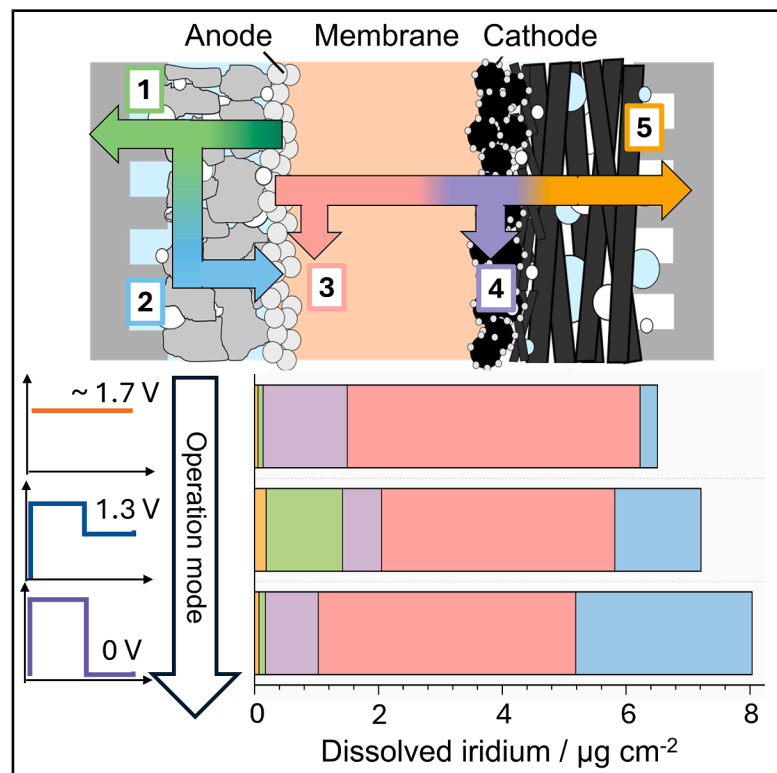 Anode Membrane Cathode
1
5
2
3
4
~ 1.7 V
1.3 V
0 V
Operation mode
0 2 4 6 8
Dissolved iridium / µg cm⁻²